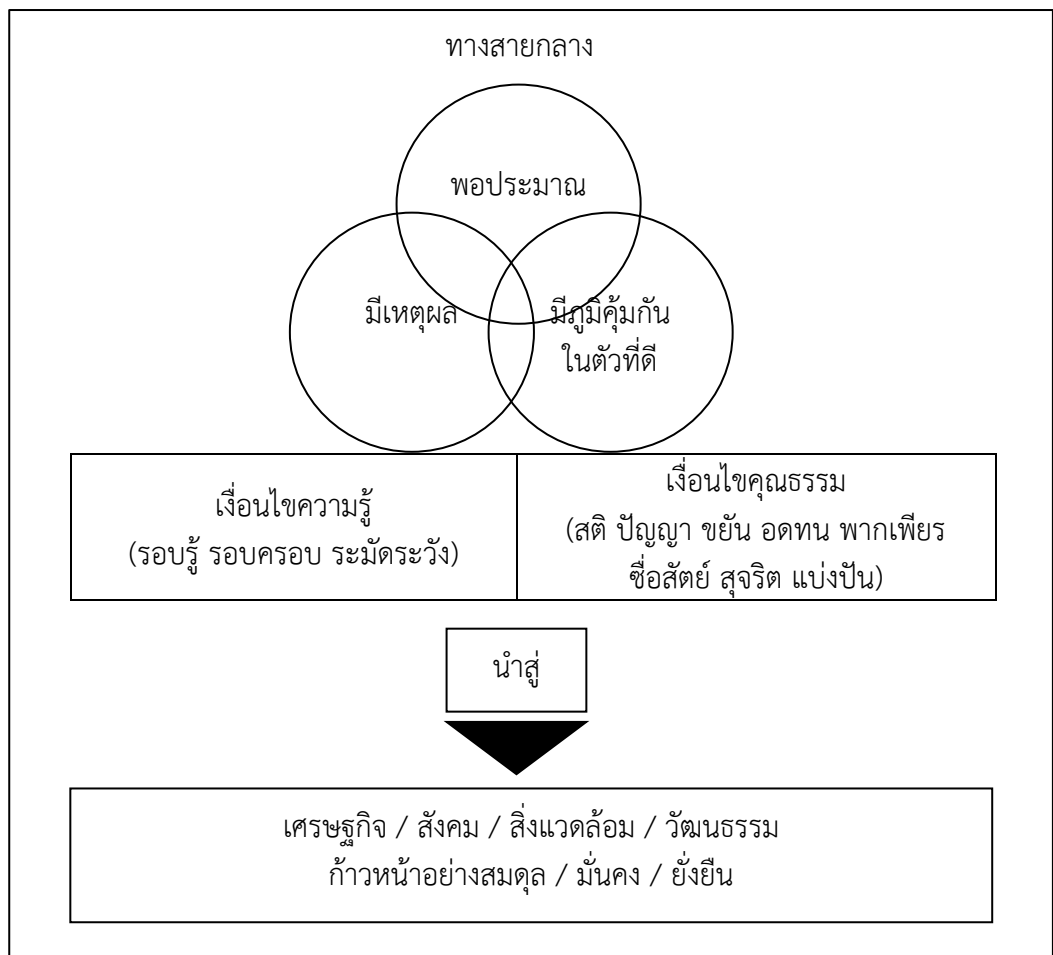 ทางสายกลาง
พอประมาณ
มีเหตุผล
มีภูมิคุ้มกัน
ในตัวที่ดี
เงื่อนไขความรู้
(รอบรู้ รอบครอบ ระมัดระวัง)
เงื่อนไขคุณธรรม
(สติ ปัญญา ขยัน อดทน พากเพียร
ซื่อสัตย์ สุจริต แบ่งปัน)
นำสู่
เศรษฐกิจ / สังคม / สิ่งแวดล้อม / วัฒนธรรม
ก้าวหน้าอย่างสมดุล / มั่นคง / ยั่งยืน